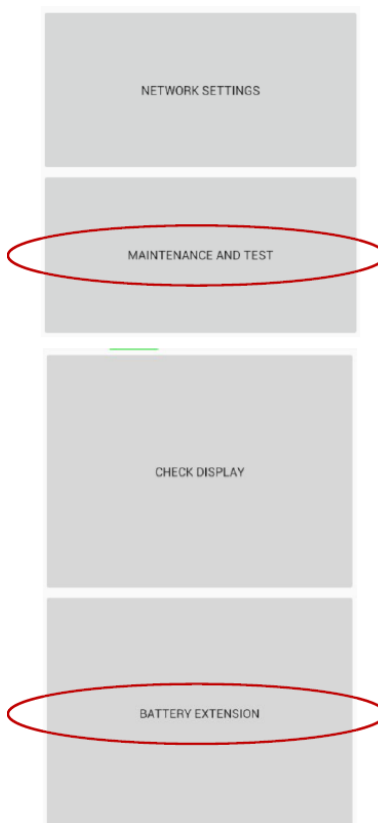 NETWORK SETTINGS
MAINTENANCE AND TEST
CHECK DISPLAY
BATTERY EXTENSION